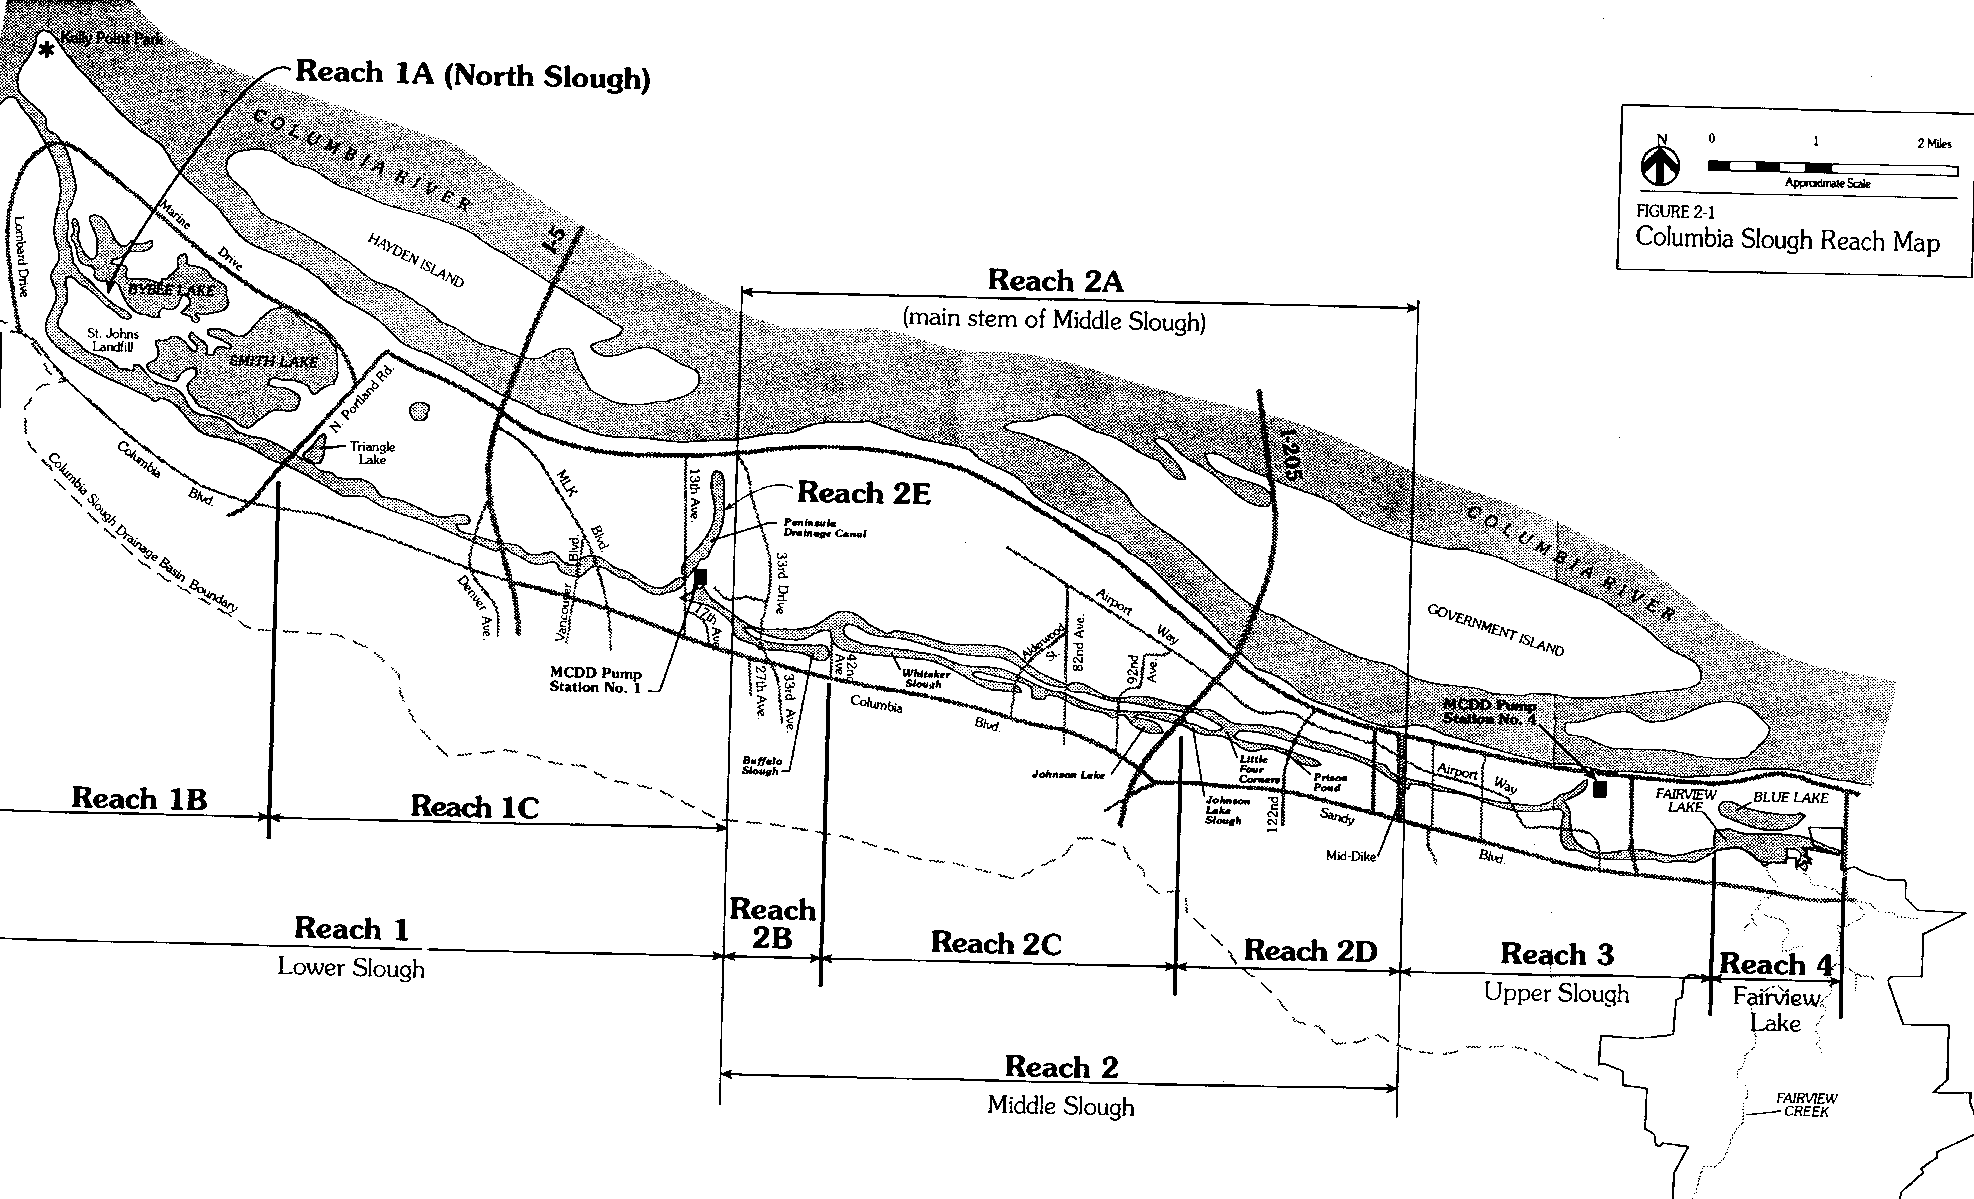 Kelly Point Park
Reach 1A (North Slough)
COLUMBIA RIVER
N
0 1 2 Miles
Approximate Scale
FIGURE 2-1
Columbia Slough Reach Map
Lombard Drive
Marine
Drive
HAYDEN ISLAND
I-5
BYBEE LAKE
St. Johns
Landfill
SMITH LAKE
Reach 2A
(main stem of Middle Slough)
N. Portland Rd.
Triangle
Lake
Columbia
Blvd.
Columbia Slough Drainage Basin Boundary
MLK
Blvd.
13th Ave.
Reach 2E
Peninsula
Drainage Canal
I-205
COLUMBIA RIVER
GOVERNMENT ISLAND
Denver Ave.
Vancouver Blvd.
33rd Drive
17th Ave.
MCDD Pump
Station No. 1
27th Ave.
33rd Ave.
42nd
Ave.
Whitaker
Slough
Columbia
Blvd.
Alderwood
St.
82nd Ave.
92nd
Ave.
Airport
Way
Buffalo
Slough
Johnson Lake
Johnson
Lake
Slough
Little
Four
Corners
Prison
Pond
122nd
Sandy
Blvd.
Mid-Dike
MCDD Pump
Station No. 4
Airport
Way
FAIRVIEW
LAKE
BLUE LAKE
Reach 1B
Reach 1C
Reach
2B
Reach 2C
Reach 2D
Reach 1
Lower Slough
Reach 3
Upper Slough
Reach 4
Fairview
Lake
Reach 2
Middle Slough
FAIRVIEW
CREEK